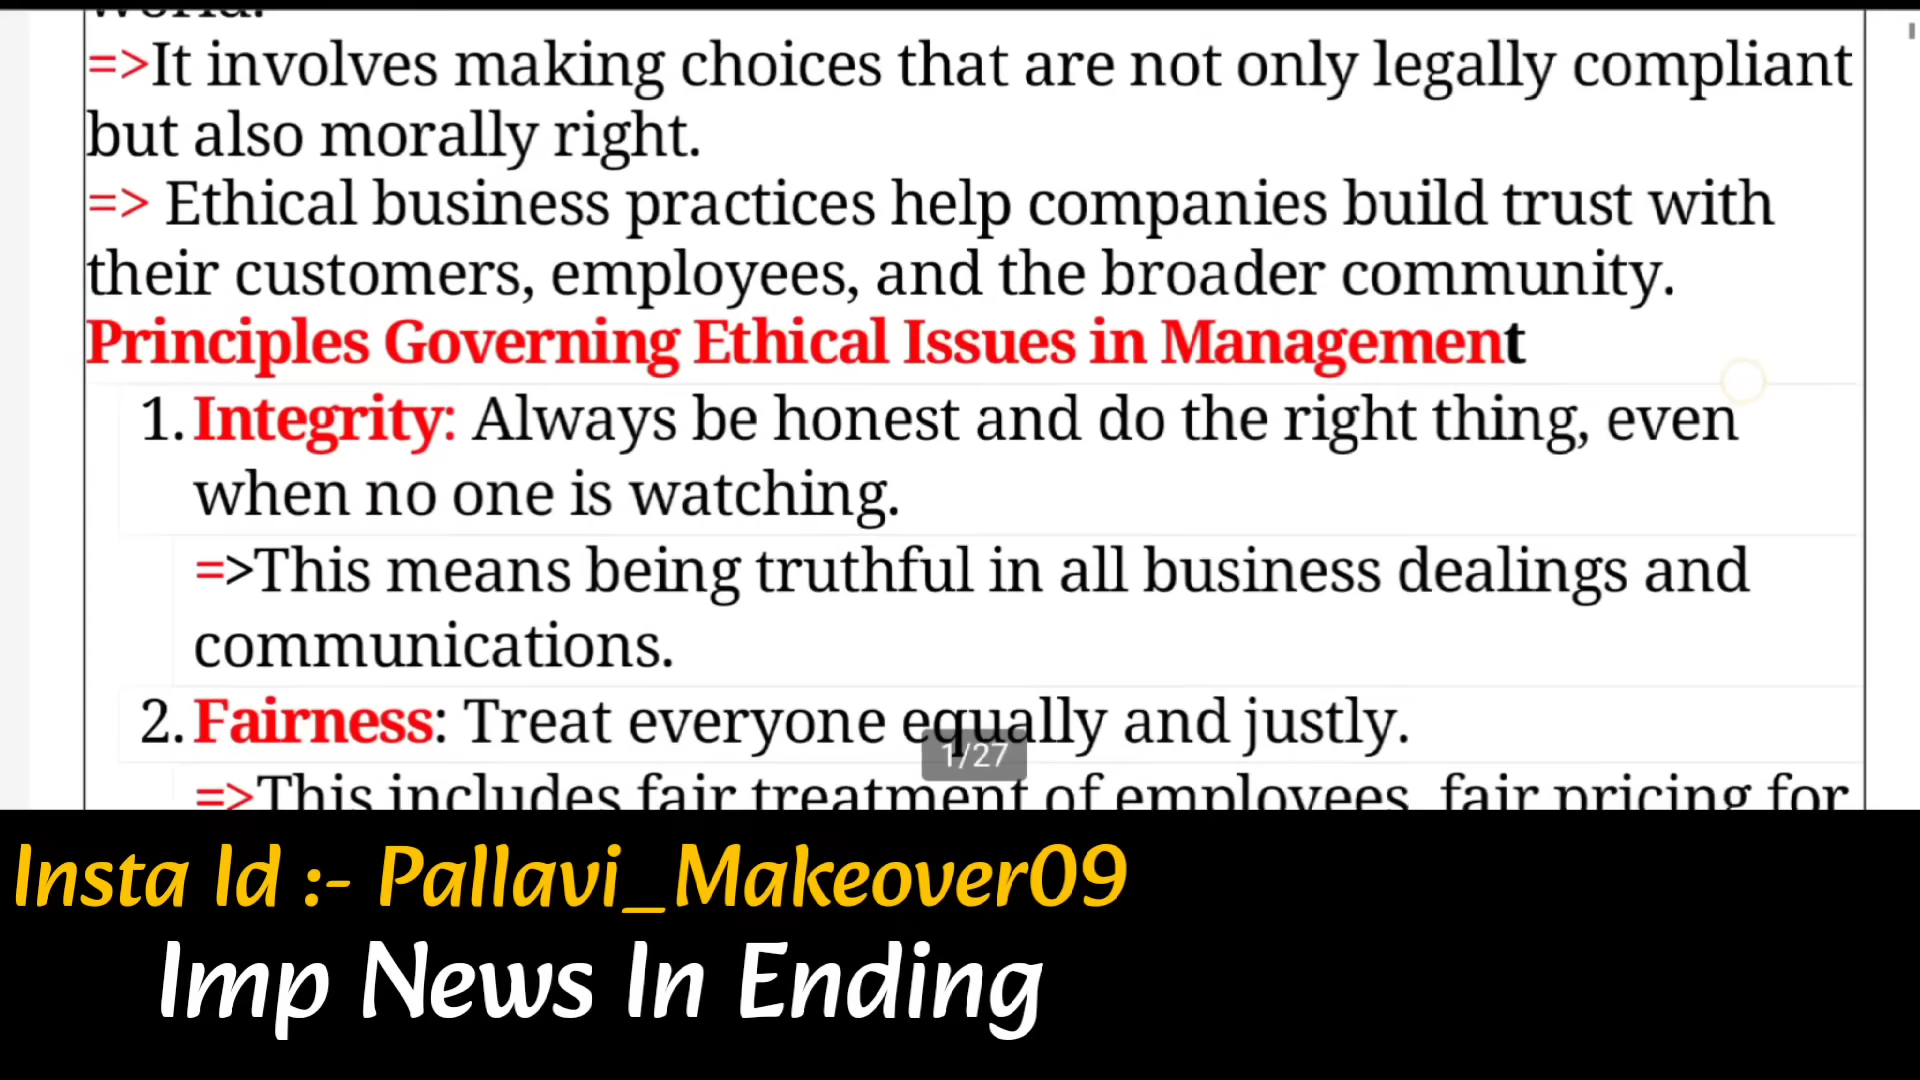 world.
=>It involves making choices that are not only legally compliant
but also morally right.
=> Ethical business practices help companies build trust with
their customers, employees, and the broader community.
Principles Governing Ethical Issues in Management
1. Integrity: Always be honest and do the right thing, even
when no one is watching.
=>This means being truthful in all business dealings and
communications.
2. Fairness: Treat everyone equally and justly.
1/27
=>This includes fair treatment of employees, fair pricing for
Insta Id :- Pallavi_Makeover09
Imp News In Ending